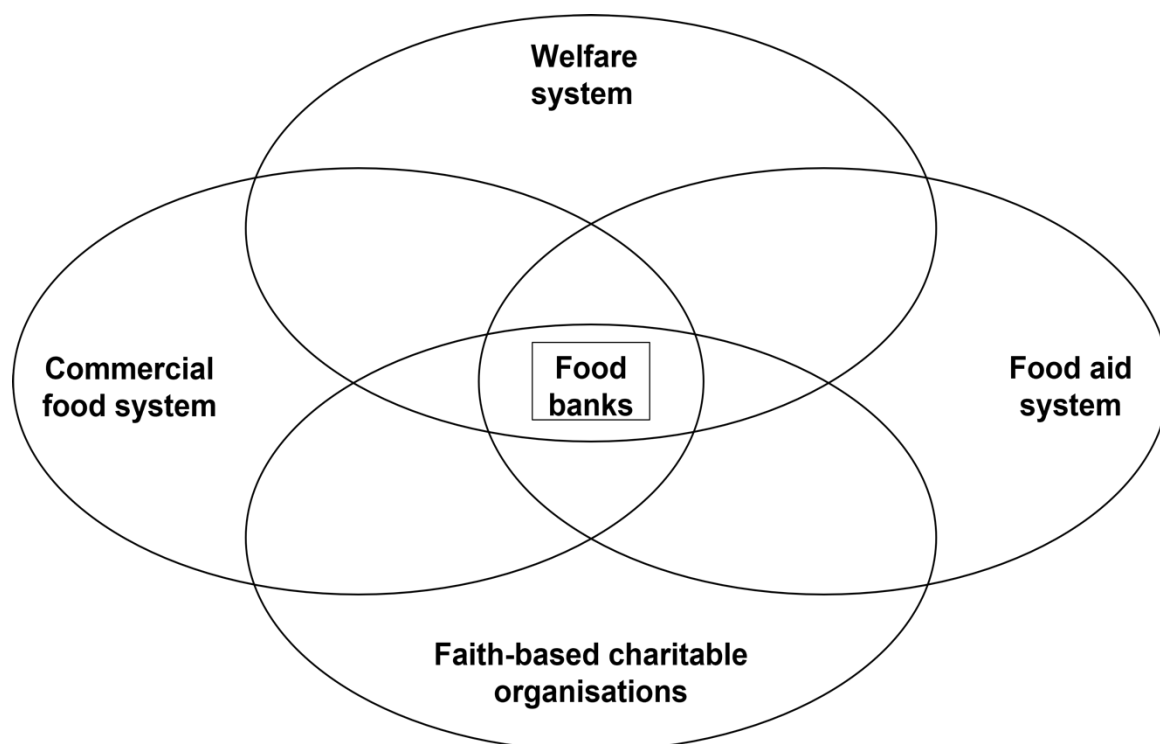 Welfare
system
Commercial
food system
Food
banks
Food aid
system
Faith-based charitable
organisations